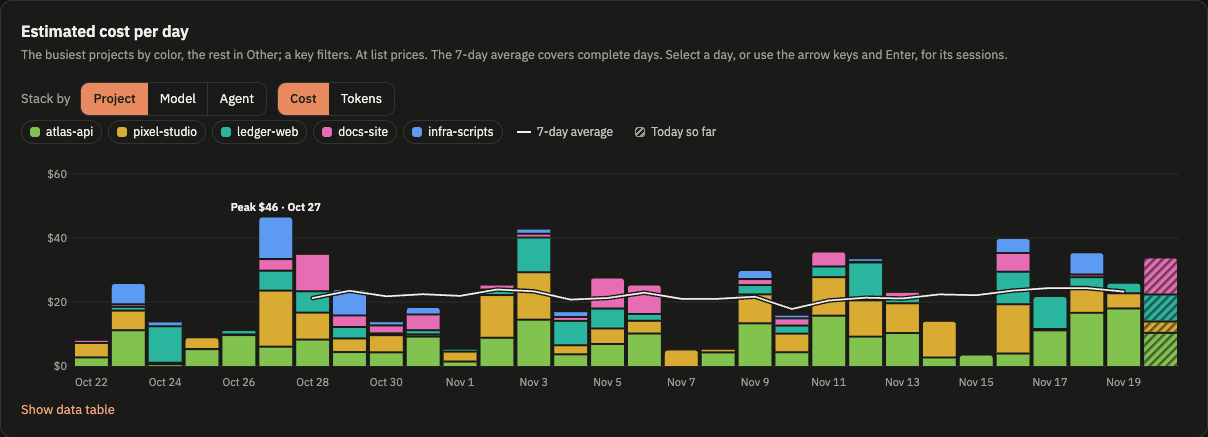 Estimated cost per day
The busiest projects by color, the rest in Other; a key filters. At list prices. The 7-day average covers complete days. Select a day, or use the arrow keys and Enter, for its sessions.
Stack by Project Model Agent Cost Tokens
atlas-api pixel-studio ledger-web docs-site infra-scripts 7-day average Today so far
$60
Peak $46 · Oct 27
$40
$20
$0
Oct 22 Oct 24 Oct 26 Oct 28 Oct 30 Nov 1 Nov 3 Nov 5 Nov 7 Nov 9 Nov 11 Nov 13 Nov 15 Nov 17 Nov 19
Show data table